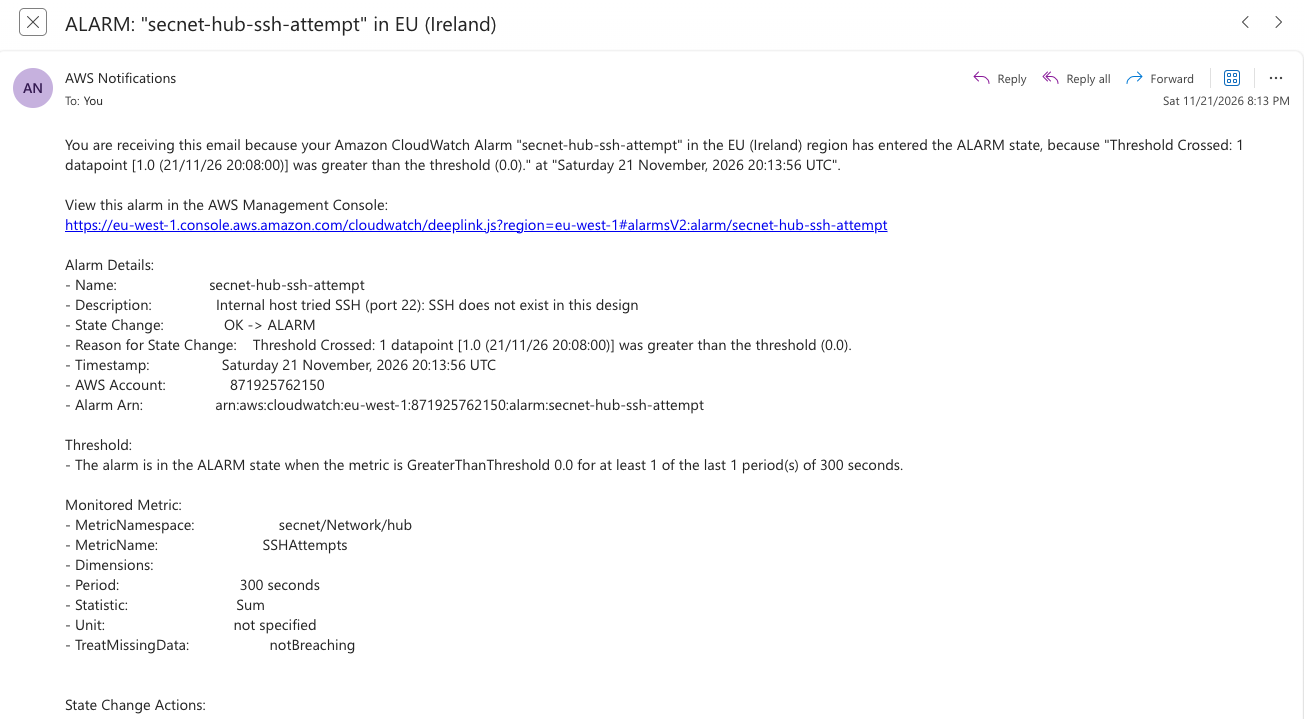 ALARM: "secnet-hub-ssh-attempt" in EU (Ireland)
AN
AWS Notifications
To: You
Reply
Reply all
Forward
Sat 11/21/2026 8:13 PM
You are receiving this email because your Amazon CloudWatch Alarm "secnet-hub-ssh-attempt" in the EU (Ireland) region has entered the ALARM state, because "Threshold Crossed: 1
datapoint [1.0 (21/11/26 20:08:00)] was greater than the threshold (0.0)." at "Saturday 21 November, 2026 20:13:56 UTC".
View this alarm in the AWS Management Console:
https://eu-west-1.console.aws.amazon.com/cloudwatch/deeplink.js?region=eu-west-1#alarmsV2:alarm/secnet-hub-ssh-attempt
Alarm Details:
- Name: secnet-hub-ssh-attempt
- Description: Internal host tried SSH (port 22): SSH does not exist in this design
- State Change: OK -> ALARM
- Reason for State Change: Threshold Crossed: 1 datapoint [1.0 (21/11/26 20:08:00)] was greater than the threshold (0.0).
- Timestamp: Saturday 21 November, 2026 20:13:56 UTC
- AWS Account: 871925762150
- Alarm Arn: arn:aws:cloudwatch:eu-west-1:871925762150:alarm:secnet-hub-ssh-attempt
Threshold:
- The alarm is in the ALARM state when the metric is GreaterThanThreshold 0.0 for at least 1 of the last 1 period(s) of 300 seconds.
Monitored Metric:
- MetricNamespace: secnet/Network/hub
- MetricName: SSHAttempts
- Dimensions:
- Period: 300 seconds
- Statistic: Sum
- Unit: not specified
- TreatMissingData: notBreaching
State Change Actions: